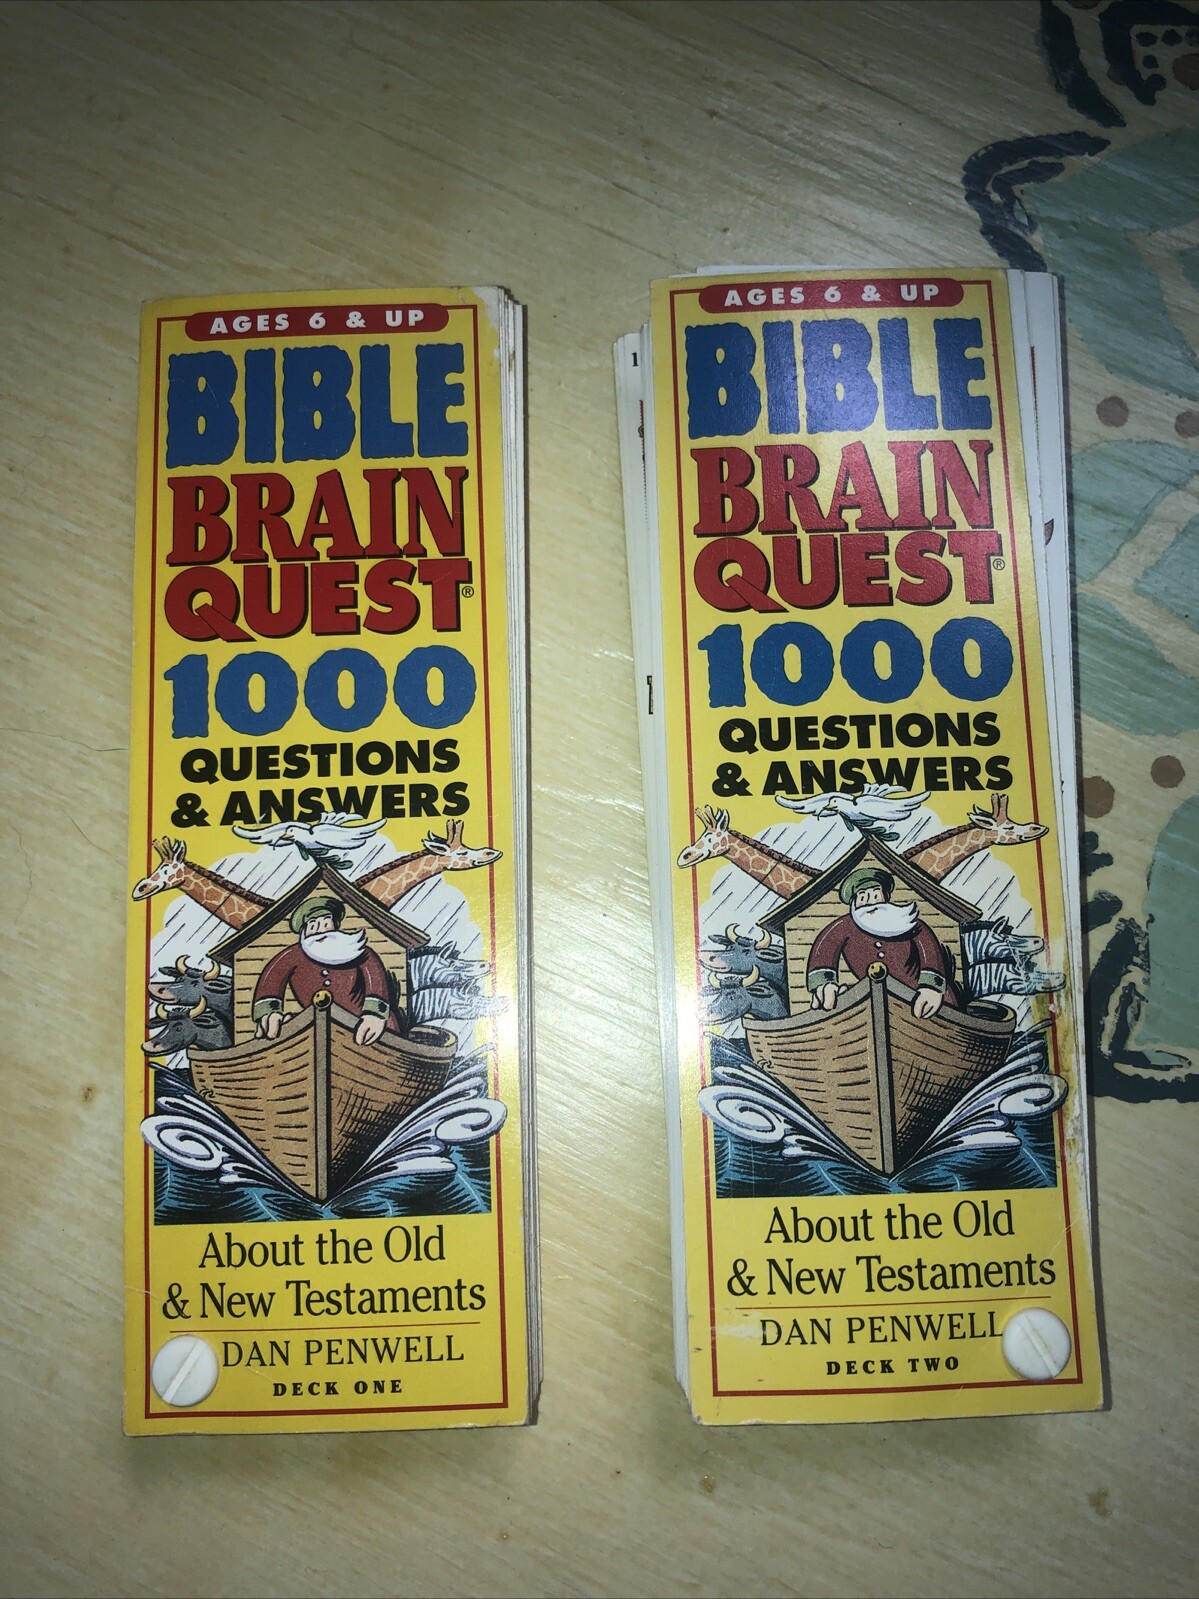 AGES 6 & UP
BIBLE
BRAIN
QUEST®
1000
QUESTIONS
& ANSWERS
About the Old
& New Testaments
DAN PENWELL
DECK ONE
AGES 6 & UP
BIBLE
BRAIN
QUEST®
1000
QUESTIONS
& ANSWERS
About the Old
& New Testaments
DAN PENWELL
DECK TWO
1